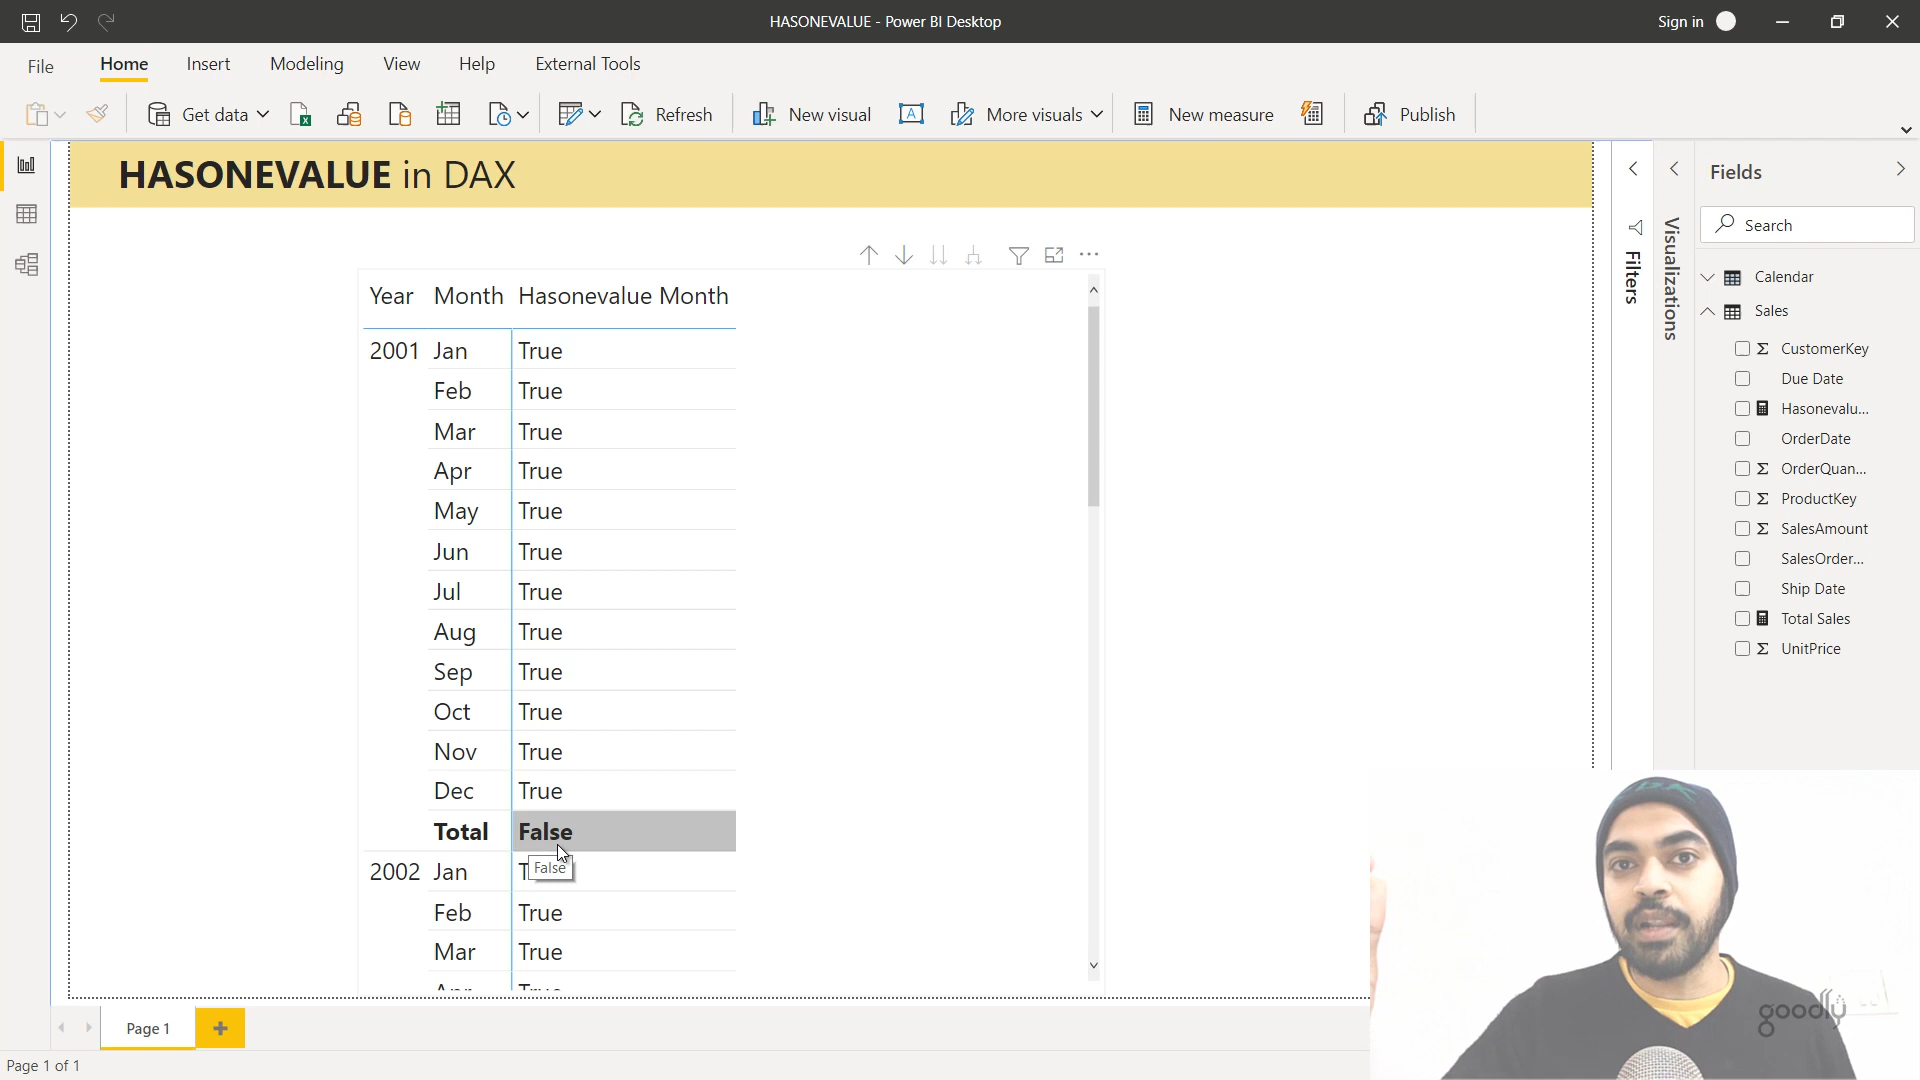 HASONEVALUE - Power BI Desktop
Sign in
File
Home
Insert
Modeling
View
Help
External Tools
Get data
Refresh
New visual
More visuals
New measure
Publish
HASONEVALUE in DAX
Year Month Hasonevalue Month
2001 Jan True
Feb True
Mar True
Apr True
May True
Jun True
Jul True
Aug True
Sep True
Oct True
Nov True
Dec True
Total False
False
2002 Jan
Feb True
Mar True
Filters
Visualizations
Fields
Search
Calendar
Sales
CustomerKey
Due Date
Hasonevalu...
OrderDate
OrderQuan...
ProductKey
SalesAmount
SalesOrder...
Ship Date
Total Sales
UnitPrice
goodly
Page 1
Page 1 of 1